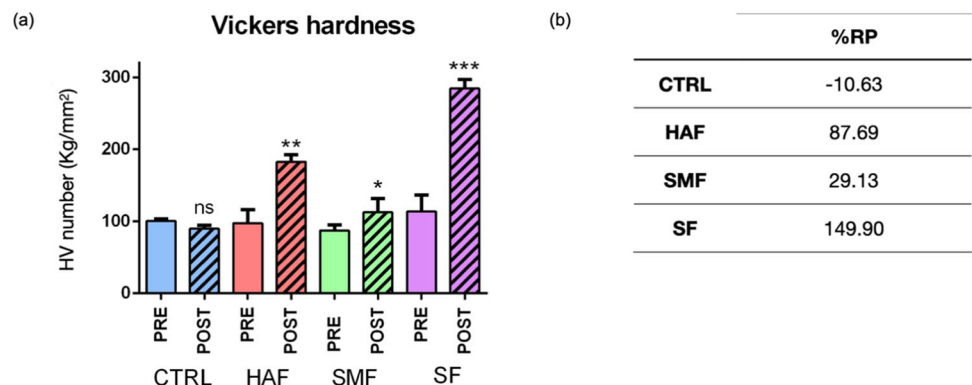 (a)
Vickers hardness
HV number (Kg/mm²)
300
200
100
0
ns
**
*
***
PRE
POST
PRE
POST
PRE
POST
PRE
POST
CTRL
HAF
SMF
SF
(b)
%RP
CTRL -10.63
HAF 87.69
SMF 29.13
SF 149.90